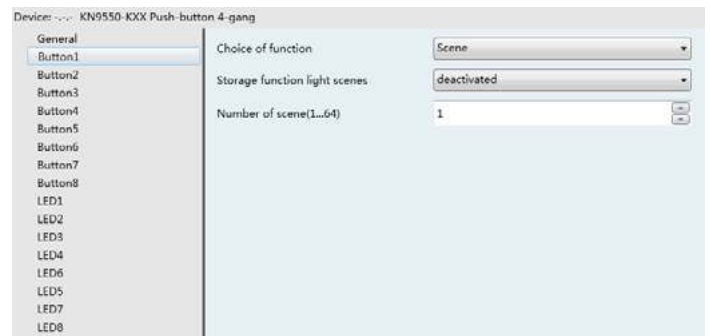 Device: -.-.- KN9550-KXX Push-button 4-gang
General
Button1
Button2
Button3
Button4
Button5
Button6
Button7
Button8
LED1
LED2
LED3
LED4
LED6
LED5
LED7
LED8
Choice of function Scene
Storage function light scenes deactivated
Number of scene(1...64) 1